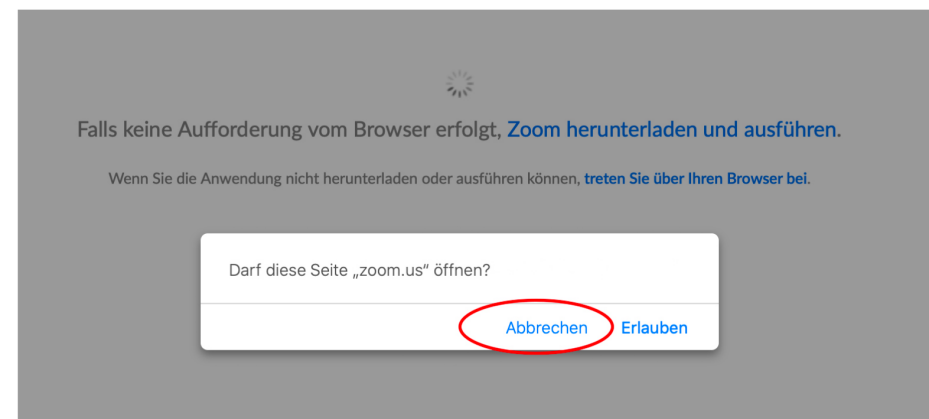 Falls keine Aufforderung vom Browser erfolgt, Zoom herunterladen und ausführen.
Wenn Sie die Anwendung nicht herunterladen oder ausführen können, treten Sie über Ihren Browser bei.
Darf diese Seite „zoom.us“ öffnen?
Abbrechen Erlauben